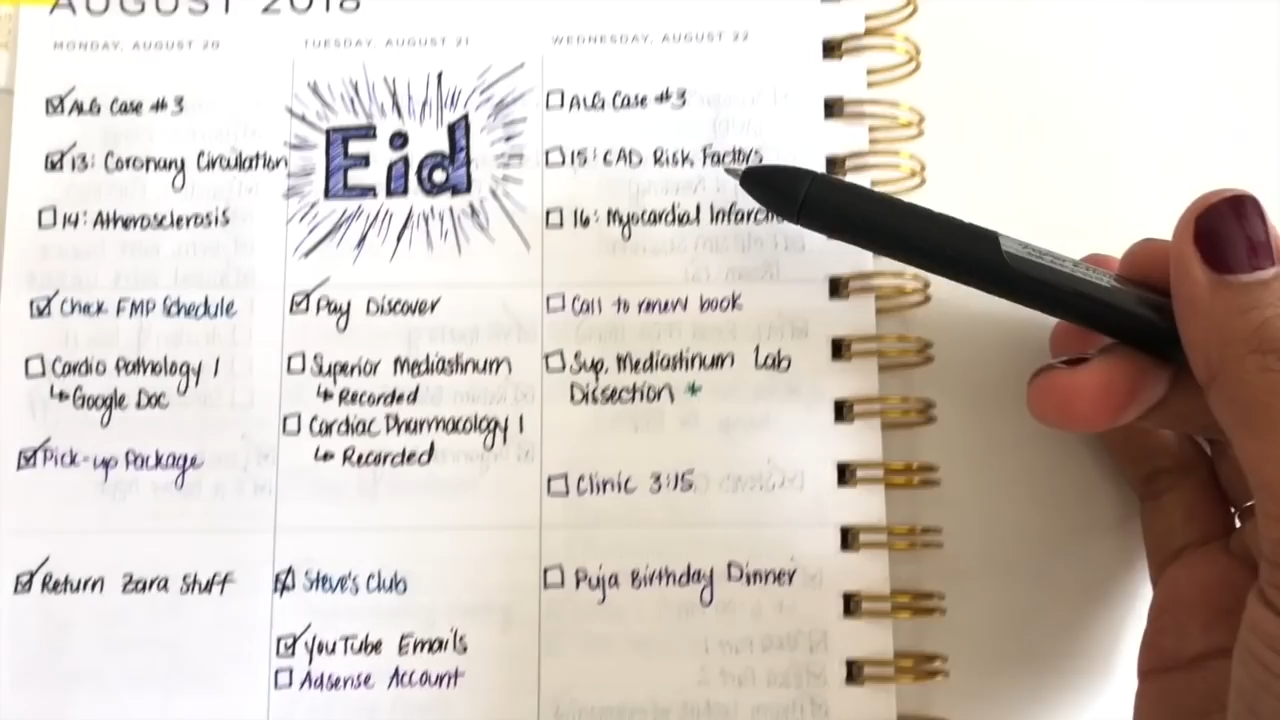 AUGUST 2018
MONDAY, AUGUST 20
ALG Case #3
13: Coronary Circulation
14: Atherosclerosis
Check FMP Schedule
Cardio Pathology 1
↳ Google Doc
Pick-up Package
Return Zara Stuff
TUESDAY, AUGUST 21
Eid
Pay Discover
Superior Mediastinum
↳ Recorded
Cardiac Pharmacology 1
↳ Recorded
Steve's Club
YouTube Emails
Adsense Account
WEDNESDAY, AUGUST 22
ALG Case #3
15: CAD Risk Factors
16: Myocardial
Call to renew book
Sup. Mediastinum Lab
Dissection *
Clinic 3:15
Puja Birthday Dinner